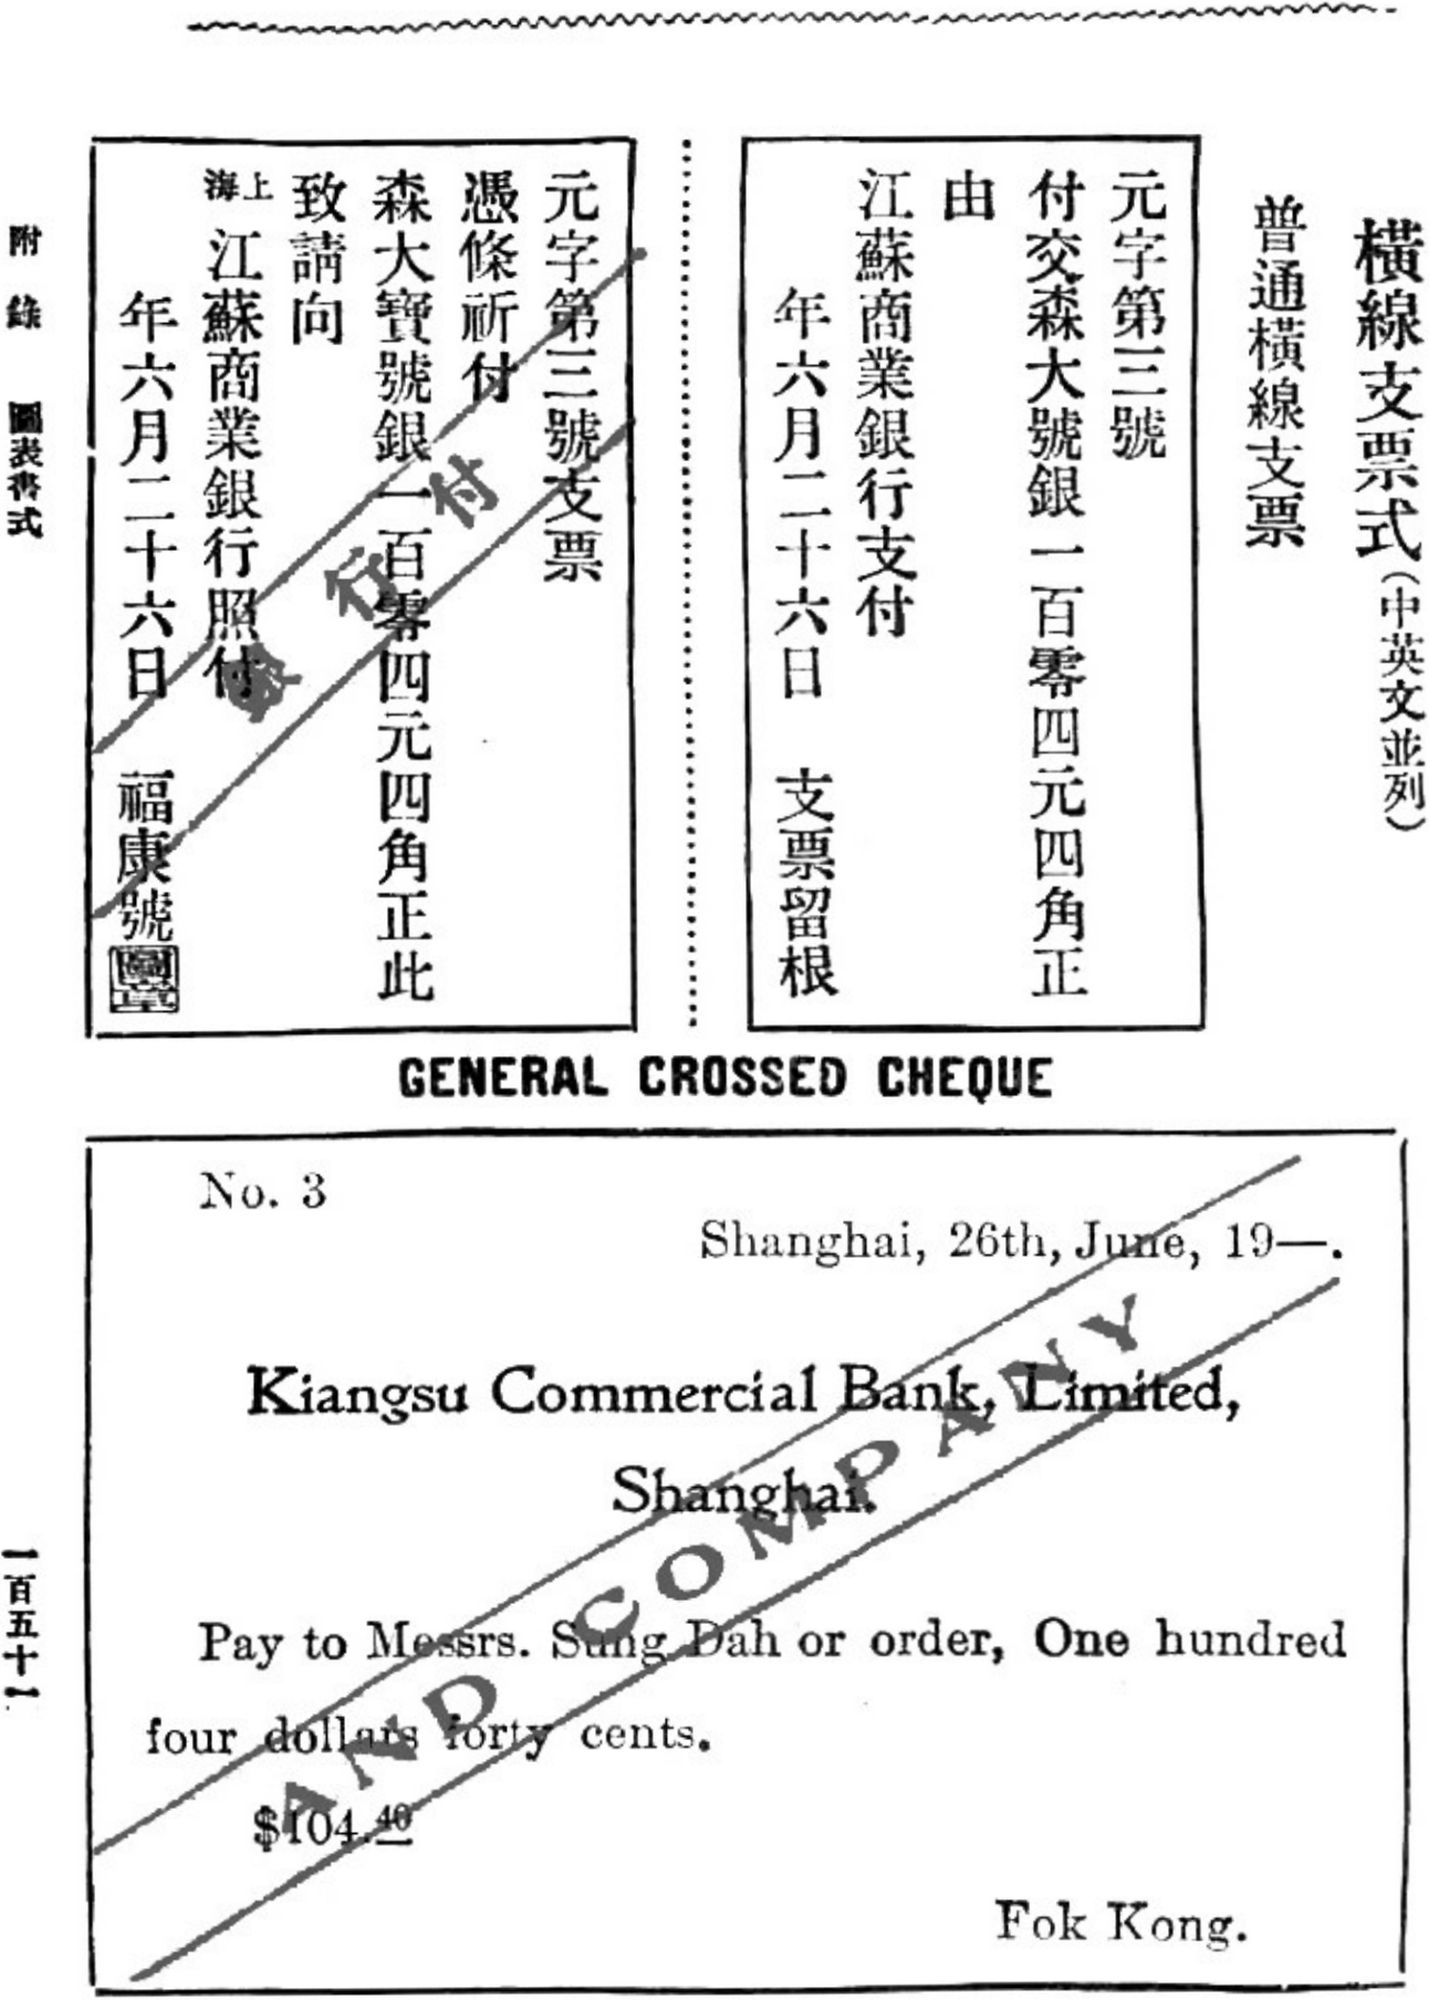 橫線支票式(中英文並列)
普通橫線支票
元字第三號
付交森大號銀一百零四元四角正
由
江蘇商業銀行支付
年六月二十六日 支票留根
元字第三號支票
憑條祈付
森大寶號銀一百零四元四角正此
致請向
上海江蘇商業銀行照付
年六月二十六日 福康號
圖章
銀行付
附錄 圖表書式
GENERAL CROSSED CHEQUE
No. 3
Shanghai, 26th, June, 19—.
Kiangsu Commercial Bank, Limited,
Shanghai.
Pay to Messrs. Sung Dah or order, One hundred
four dollars forty cents.
$104.40
Fok Kong.
AND COMPANY
一百五十一